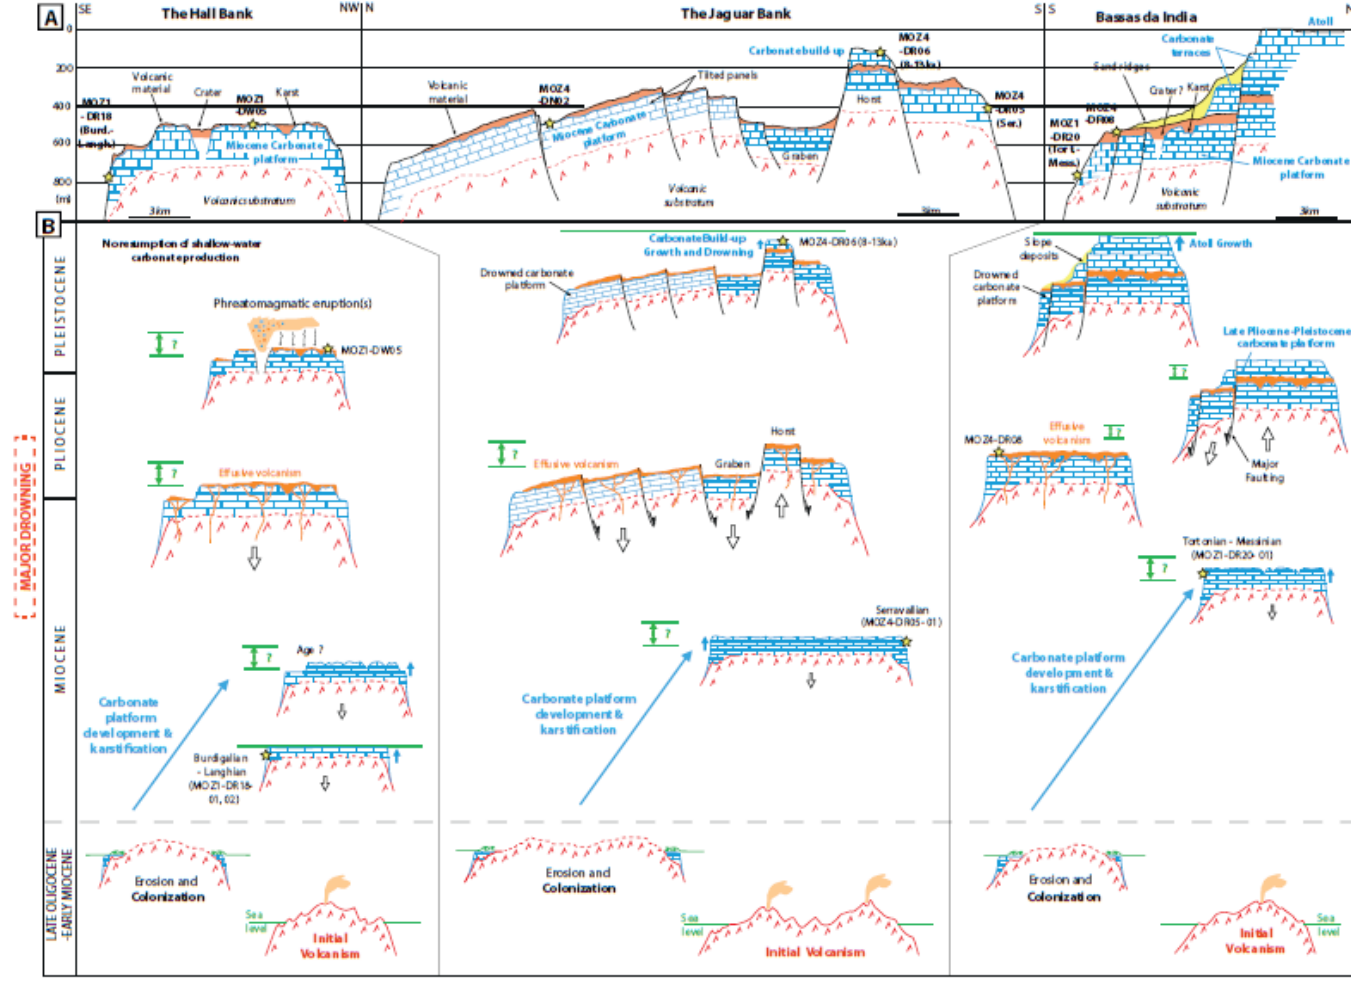 A
SE
The Hall Bank
NW
N
The Jaguar Bank
S
S
Bassas da India
N
0
200
400
600
800
(m)
MOZ1
- DR18
(Burd.-
Langh.)
Volcanic
material
Crater
MOZ1
-DW05
Karst
Miocene Carbonate
platform
Volcanic substratum
3km
Volcanic
material
MOZ4
-DN02
Tilted panels
Miocene Carbonate
platform
Carbonate build-up
MOZ4
-DR06
(8-13ka)
Horst
Graben
MOZ4
-DR05
(Ser.)
Volcanic
substratum
3km
Atoll
Carbonate
terraces
Sand ridges
Crater?
Karst
MOZ4
-DR08
MOZ1
-DR20
(Tort.-
Mess.)
Miocene Carbonate
platform
Volcanic
substratum
3km
B
MAJOR DROWNING
PLEISTOCENE
PLIOCENE
MIOCENE
LATE OLIGOCENE
-EARLY MIOCENE
No resumption of shallow-water
carbonate production
Phreatomagmatic eruption(s)
?
MOZ1-DW05
?
Effusive volcanism
Age ?
?
Carbonate
platform
development &
karstification
Burdigalian
- Langhian
(MOZ1-DR18-
01, 02)
Erosion and
Colonization
Sea
level
Initial
Volcanism
Carbonate Build-up
Growth and Drowning
MOZ4-DR06 (8-13ka)
Drowned carbonate
platform
Horst
?
Effusive volcanism
Graben
Serravallian
(MOZ4-DR05-01)
?
Carbonate platform
development &
karstification
Erosion and
Colonization
Sea
level
Initial Volcanism
Slope
deposits
Atoll Growth
Drowned
carbonate
platform
Late Pliocene-Pleistocene
carbonate platform
?
MOZ4-DR08
Effusive
volcanism
?
Major
Faulting
Tortonian - Messinian
(MOZ1-DR20-01)
?
Carbonate platform
development &
karstification
Erosion and
Colonization
Initial
Volcanism
Sea
level